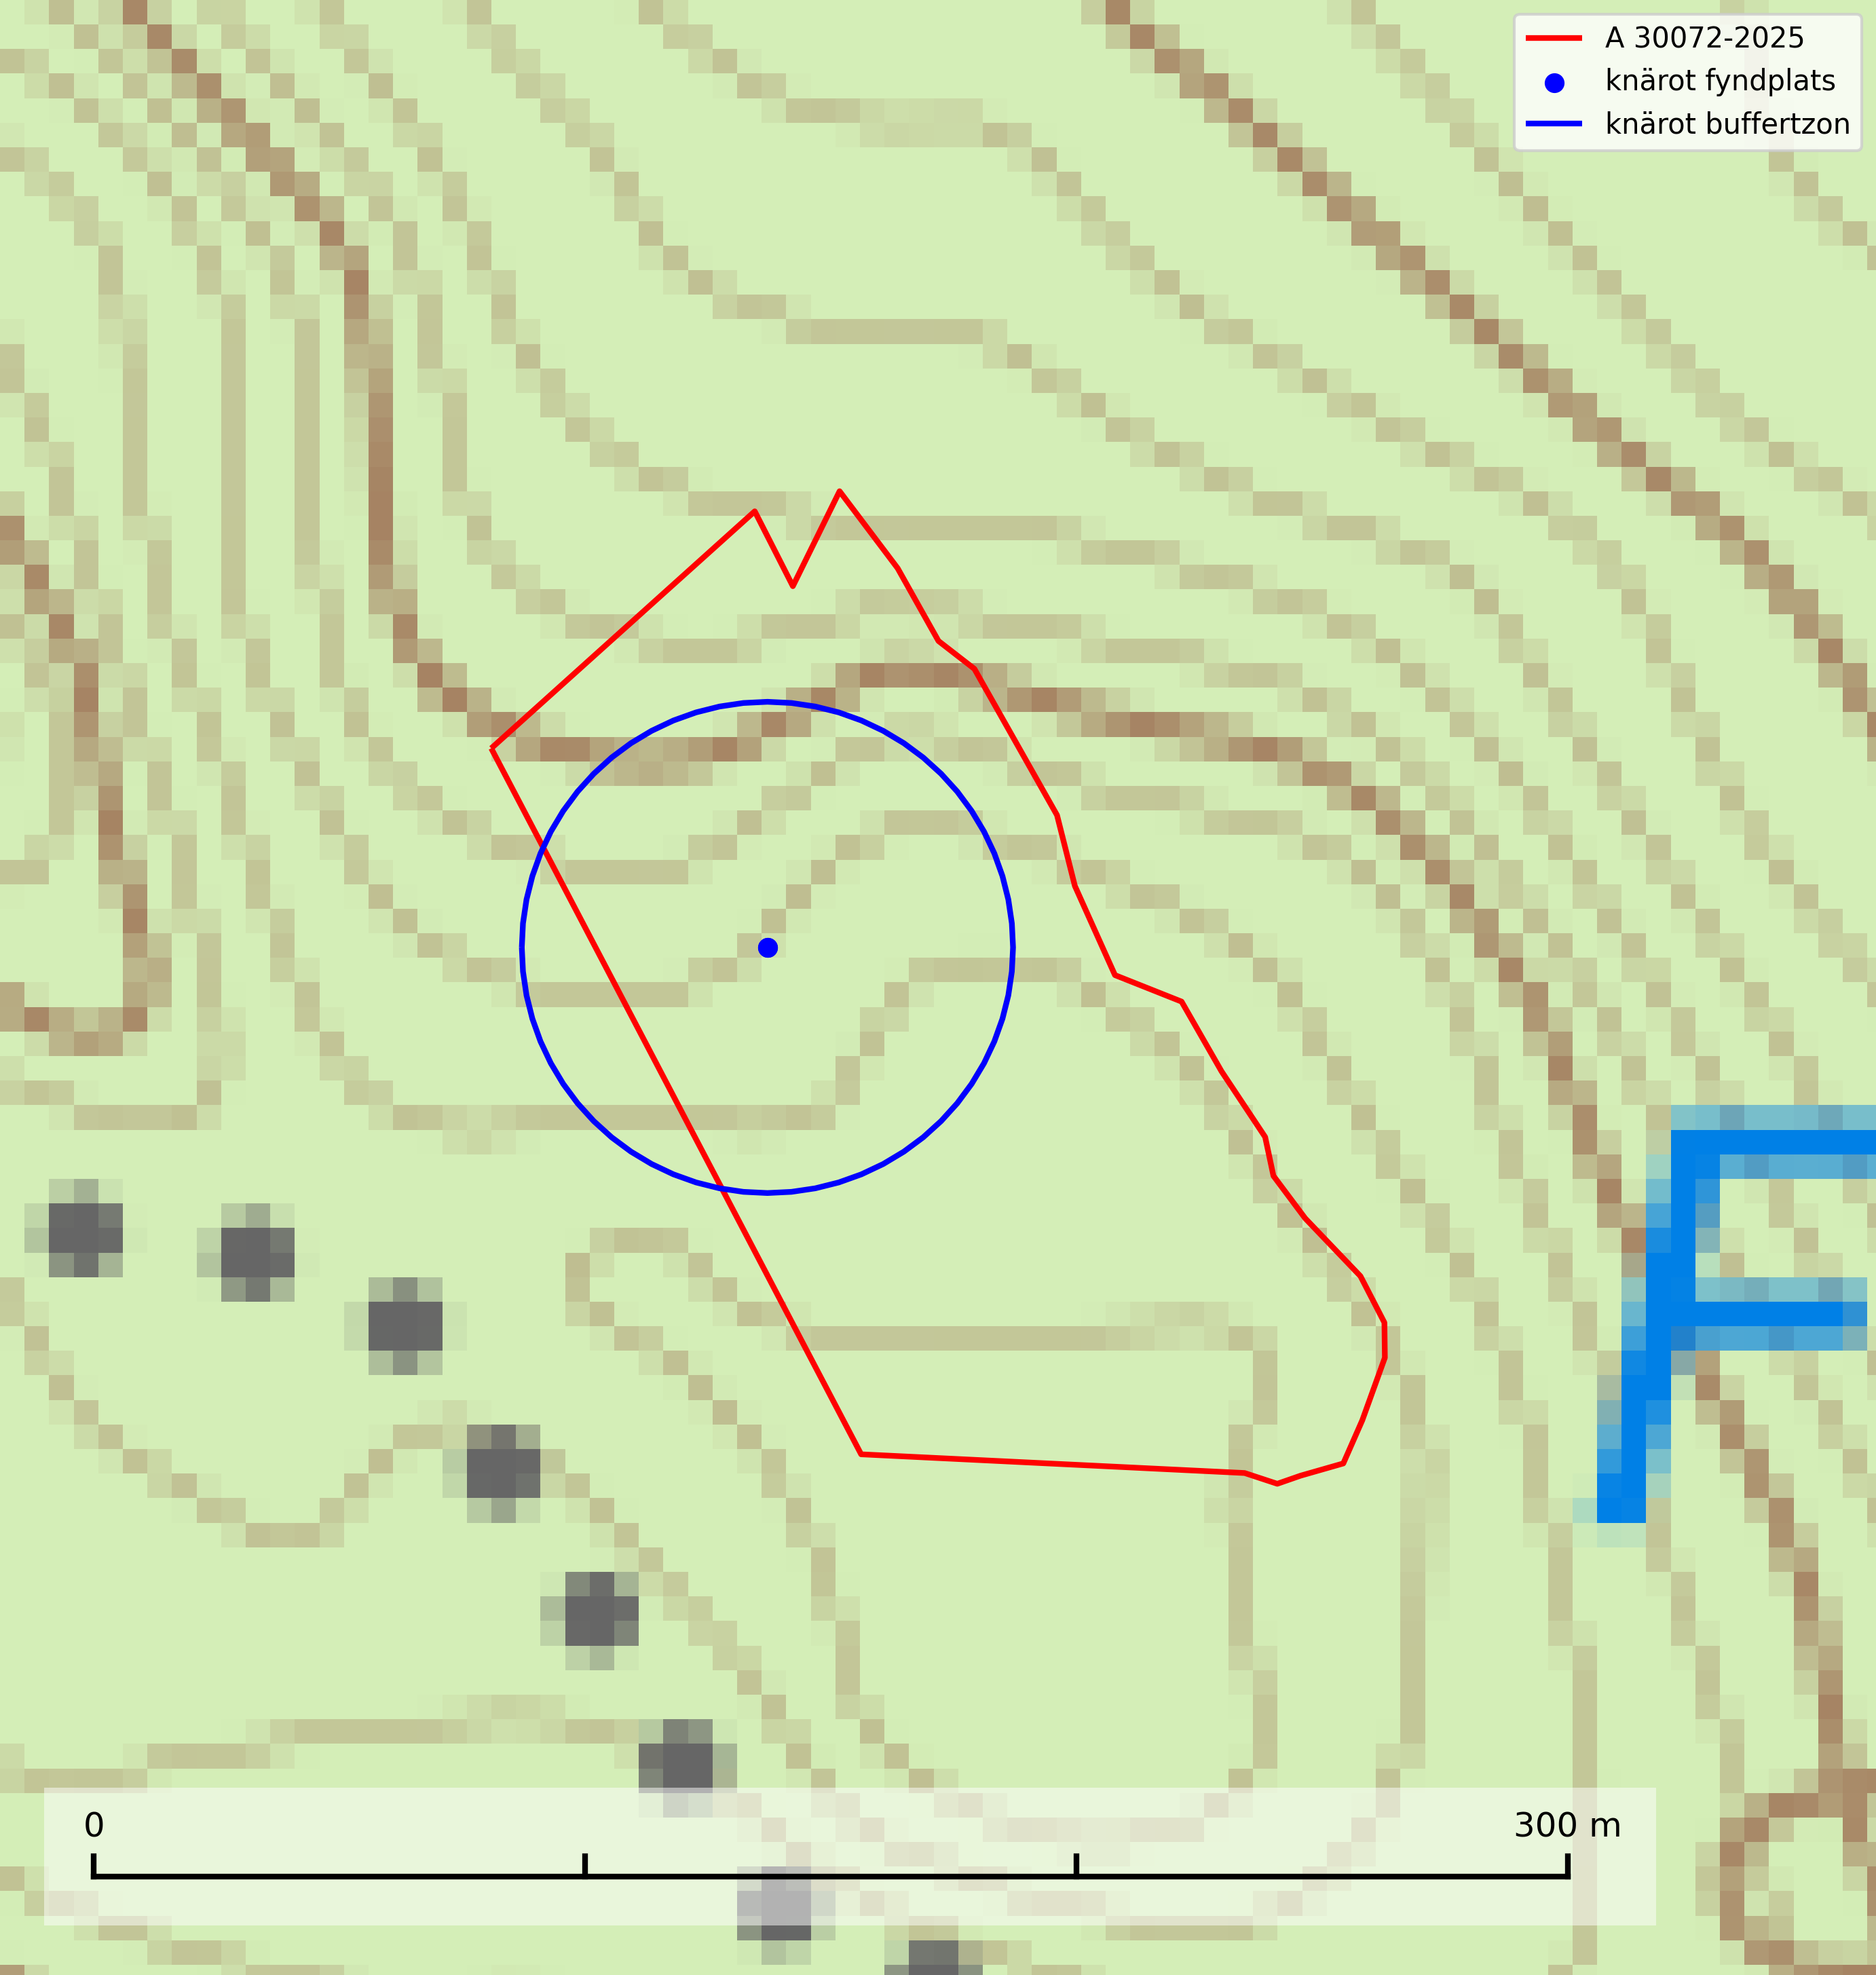 A 30072-2025
knärot fyndplats
knärot buffertzon
0
300 m